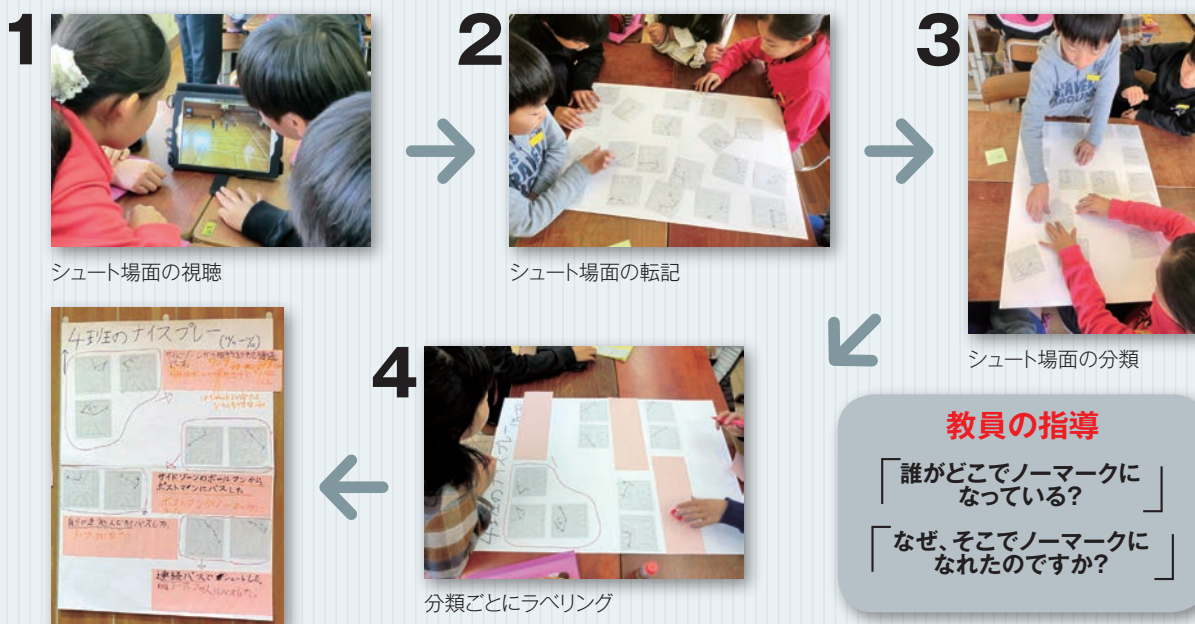 1
シュート場面の視聴
2
シュート場面の転記
3
シュート場面の分類
教員の指導
「誰がどこでノーマークに
なっている?」
「なぜ、そこでノーマークに
なれたのですか?」
4
分類ごとにラベリング
4班のナイスプレー
サイドゾーンのボールマンから
ポストマンにパスした
連続パスでシュートした。